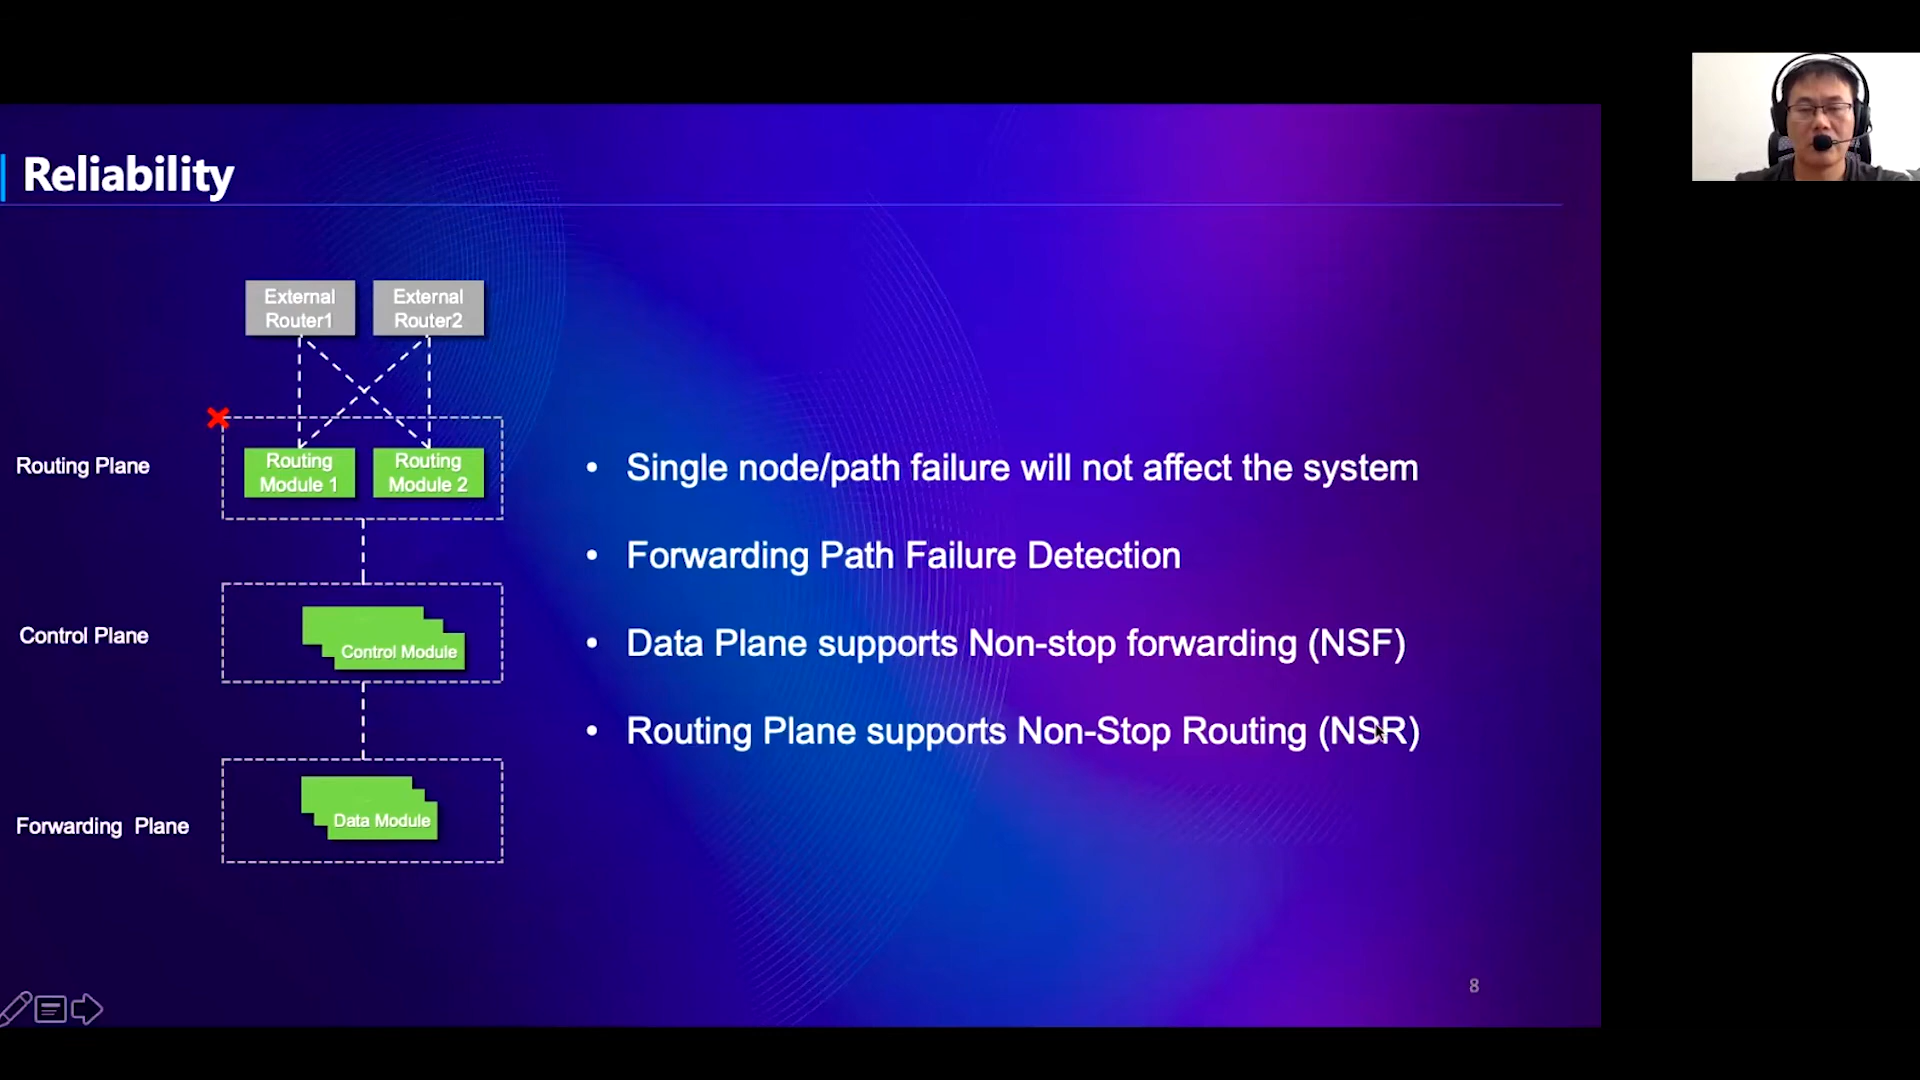 Reliability
External
Router1
External
Router2
Routing Plane
Routing
Module 1
Routing
Module 2
Control Plane
Control Module
Forwarding Plane
Data Module
• Single node/path failure will not affect the system
• Forwarding Path Failure Detection
• Data Plane supports Non-stop forwarding (NSF)
• Routing Plane supports Non-Stop Routing (NSR)
8